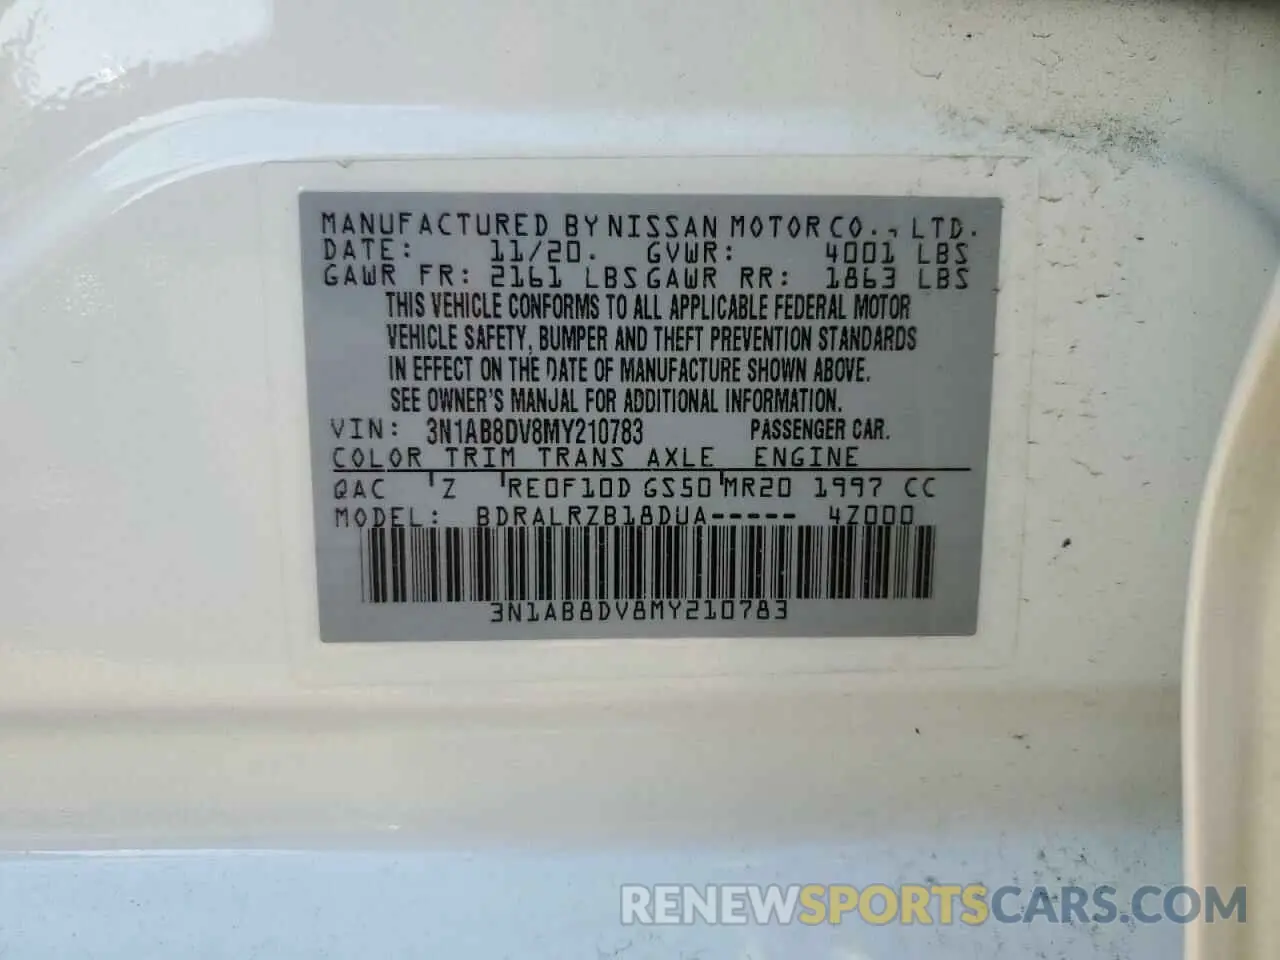 MANUFACTURED BY NISSAN MOTOR CO., LTD.
DATE: 11/20. GVWR: 4001 LBS
GAWR FR: 2161 LBS GAWR RR: 1863 LBS
THIS VEHICLE CONFORMS TO ALL APPLICABLE FEDERAL MOTOR
VEHICLE SAFETY, BUMPER AND THEFT PREVENTION STANDARDS
IN EFFECT ON THE DATE OF MANUFACTURE SHOWN ABOVE.
SEE OWNER'S MANUAL FOR ADDITIONAL INFORMATION.
VIN: 3N1AB8DV8MY210783 PASSENGER CAR.
COLOR TRIM TRANS AXLE ENGINE
QAC Z RE0F10D GS50 MR20 1997 CC
MODEL: BDRALRZB18DUA----- 4Z000
3N1AB8DV8MY210783
RENEWSPORTSCARS.COM